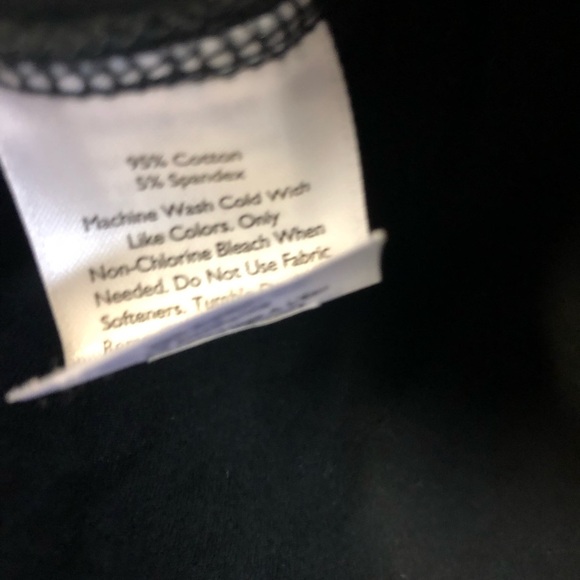 95% Cotton
5% Spandex
Machine Wash Cold With
Like Colors. Only
Non-Chlorine Bleach When
Needed. Do Not Use Fabric
Softeners. Tumble